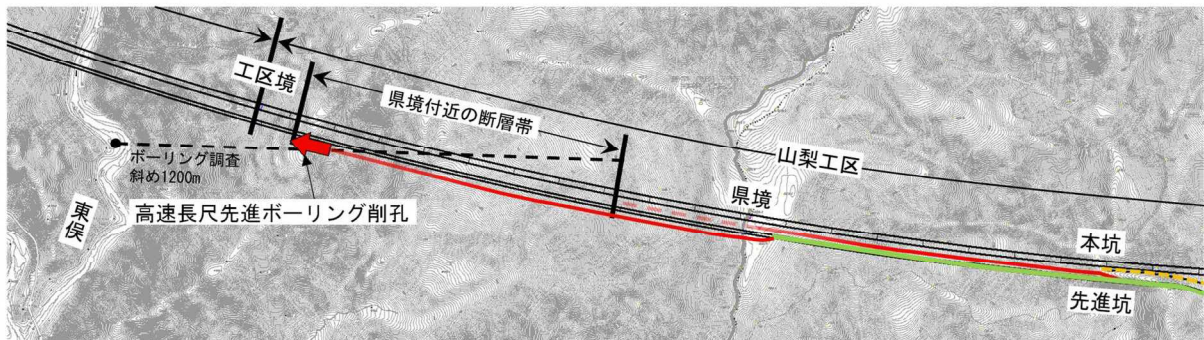 工区境
県境付近の断層帯
山梨工区
ボーリング調査
斜め1200m
高速長尺先進ボーリング削孔
東俣
県境
本坑
先進坑